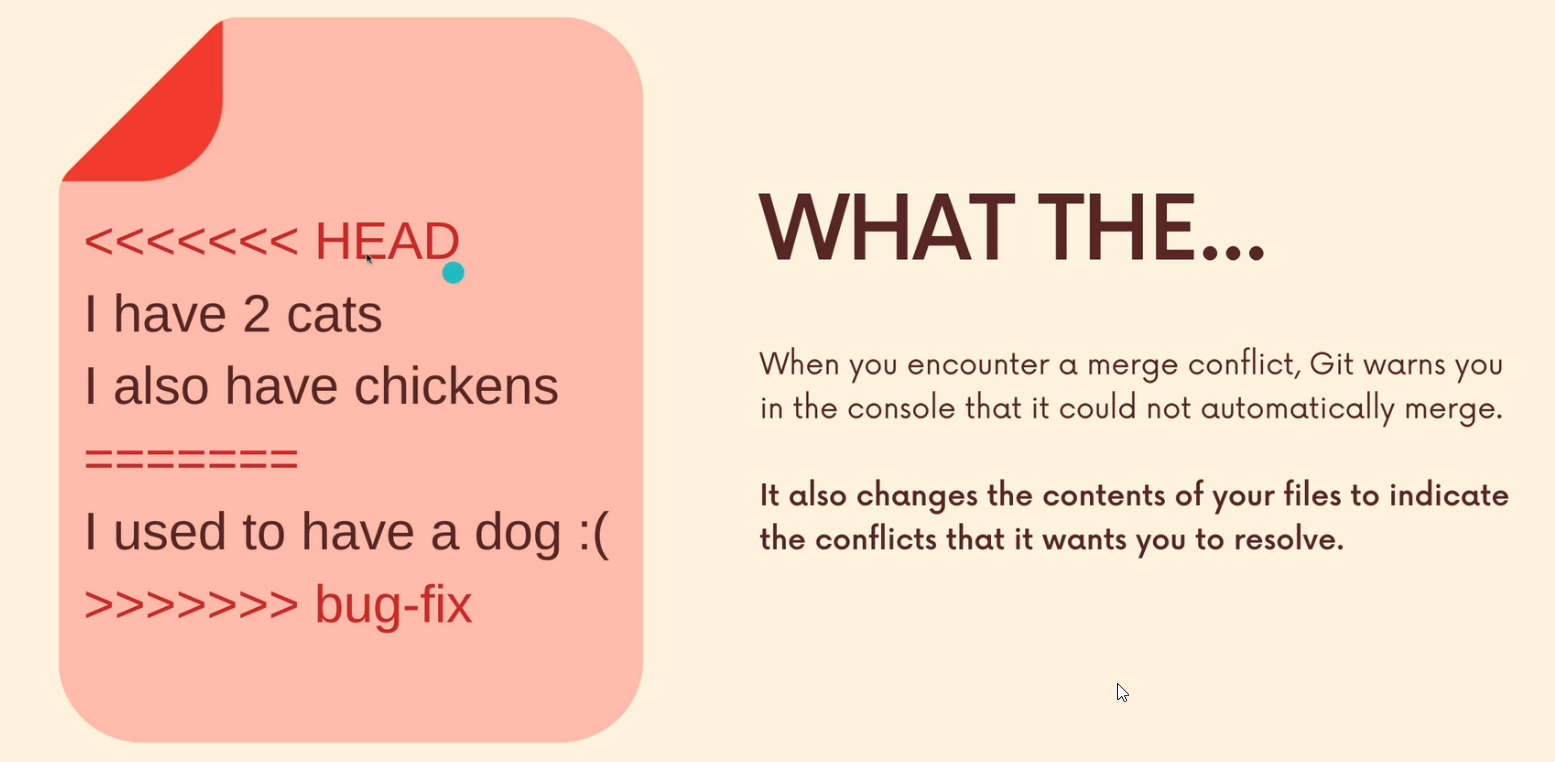 <<<<<<< HEAD
I have 2 cats
I also have chickens
=======
I used to have a dog :(
>>>>>>> bug-fix
WHAT THE...
When you encounter a merge conflict, Git warns you
in the console that it could not automatically merge.
It also changes the contents of your files to indicate
the conflicts that it wants you to resolve.